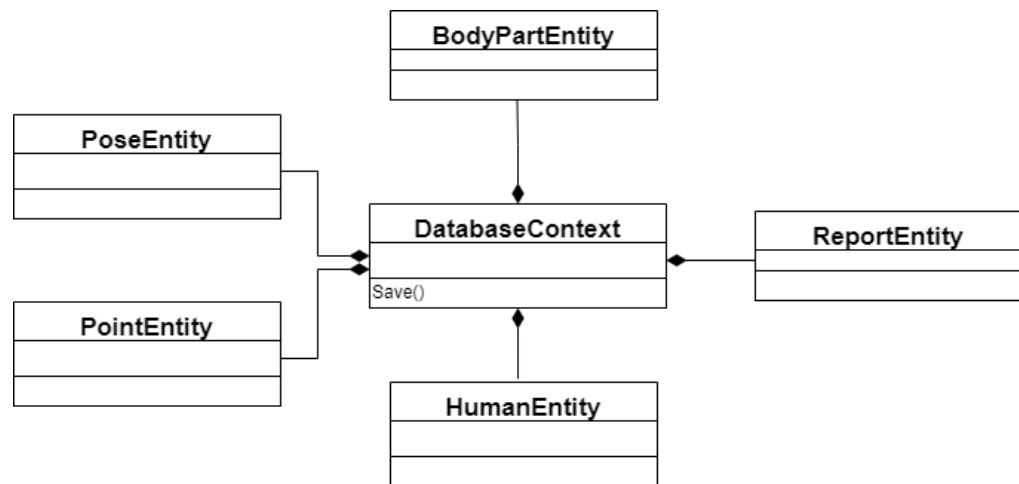 BodyPartEntity
PoseEntity
DatabaseContext
Save()
ReportEntity
PointEntity
HumanEntity